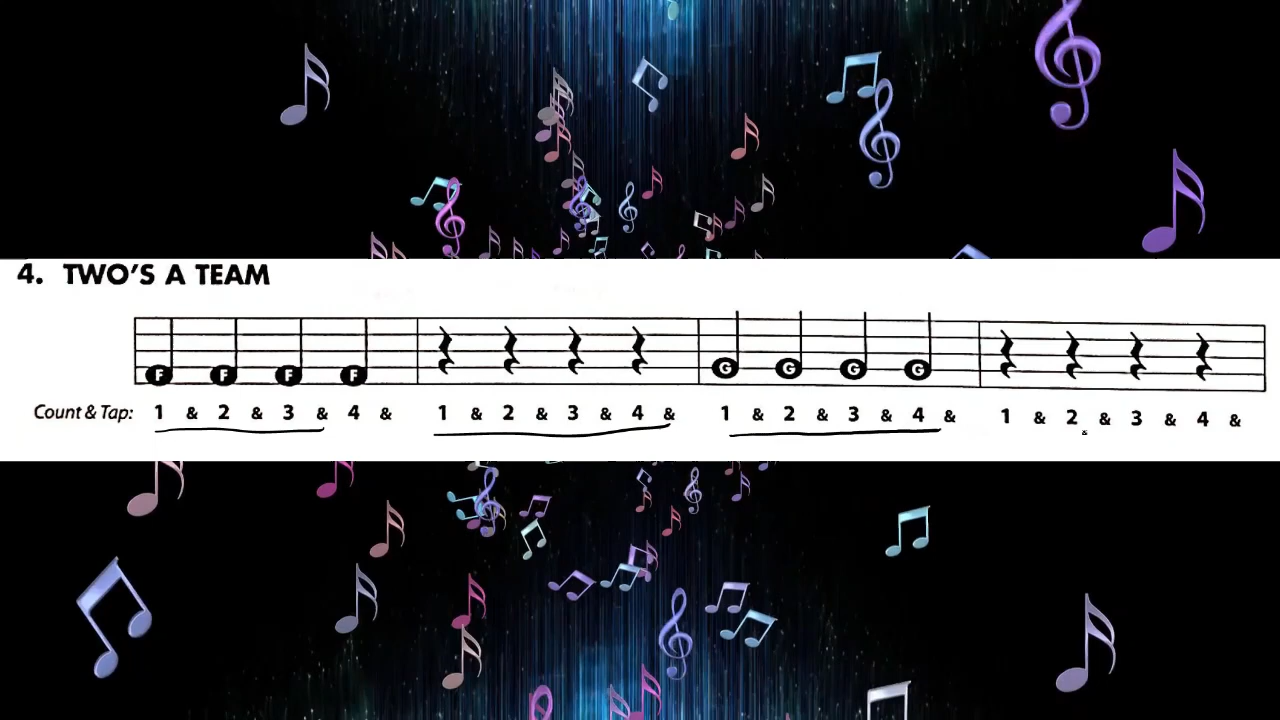 4. TWO'S A TEAM
F F F F G G G G
Count & Tap: 1 & 2 & 3 & 4 & 1 & 2 & 3 & 4 & 1 & 2 & 3 & 4 & 1 & 2 & 3 & 4 &
&